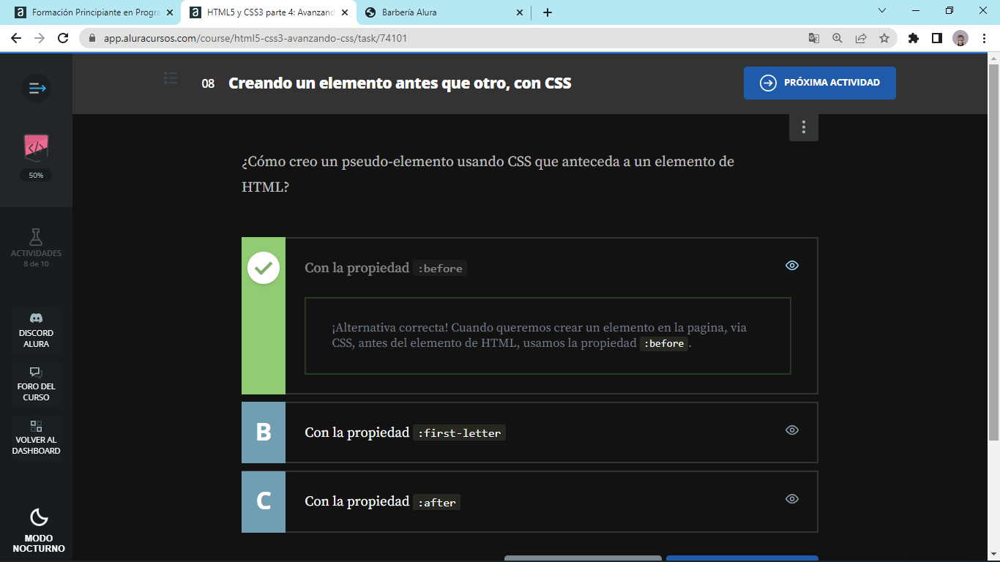 Formación Principiante en Progra
HTML5 y CSS3 parte 4: Avanzand
Barbería Alura
app.aluracursos.com/course/html5-css3-avanzando-css/task/74101
08 Creando un elemento antes que otro, con CSS
PRÓXIMA ACTIVIDAD
50%
ACTIVIDADES
8 de 10
DISCORD
ALURA
FORO DEL
CURSO
VOLVER AL
DASHBOARD
MODO
NOCTURNO
¿Cómo creo un pseudo-elemento usando CSS que anteceda a un elemento de
HTML?
Con la propiedad :before
¡Alternativa correcta! Cuando queremos crear un elemento en la pagina, via
CSS, antes del elemento de HTML, usamos la propiedad :before.
B Con la propiedad :first-letter
C Con la propiedad :after